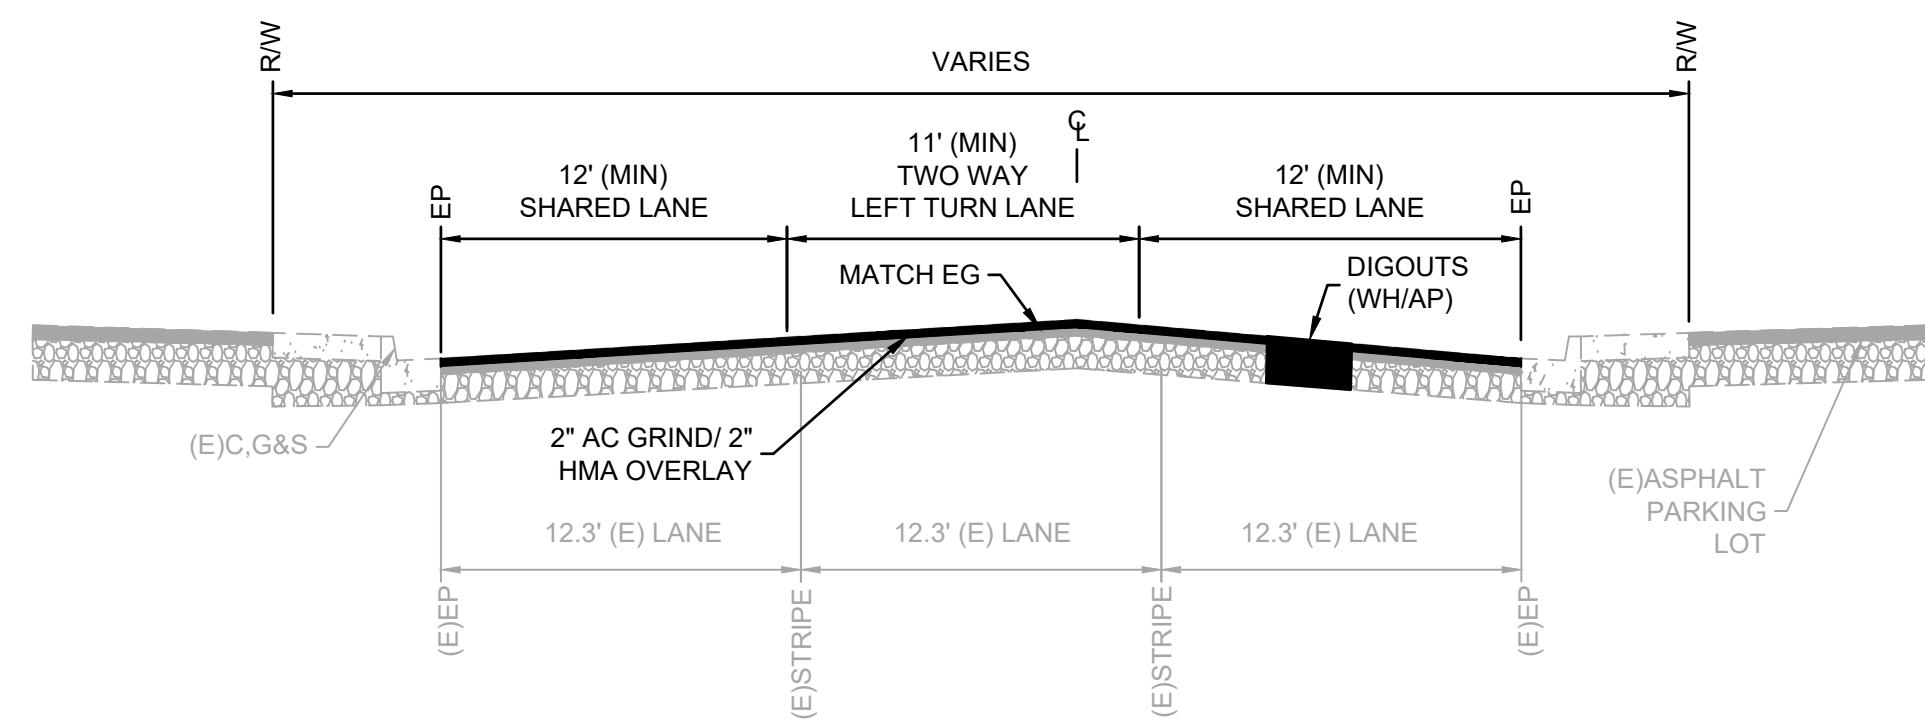 R/W
VARIES
R/W
℄
EP
12' (MIN)
SHARED LANE
11' (MIN)
TWO WAY
LEFT TURN LANE
12' (MIN)
SHARED LANE
EP
MATCH EG
DIGOUTS
(WH/AP)
(E)C,G&S
2" AC GRIND/ 2"
HMA OVERLAY
(E)ASPHALT
PARKING
LOT
12.3' (E) LANE
12.3' (E) LANE
12.3' (E) LANE
(E)EP
(E)STRIPE
(E)STRIPE
(E)EP